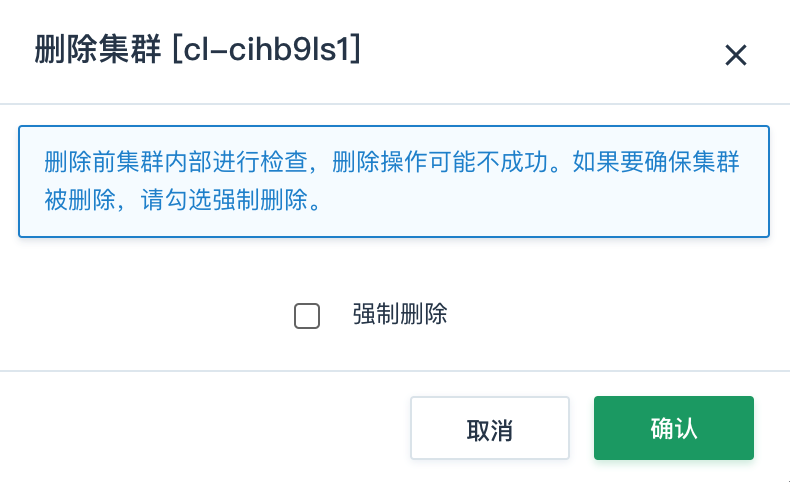 删除集群 [cl-cihb9ls1]
删除前集群内部进行检查，删除操作可能不成功。如果要确保集群
被删除，请勾选强制删除。
强制删除
取消
确认